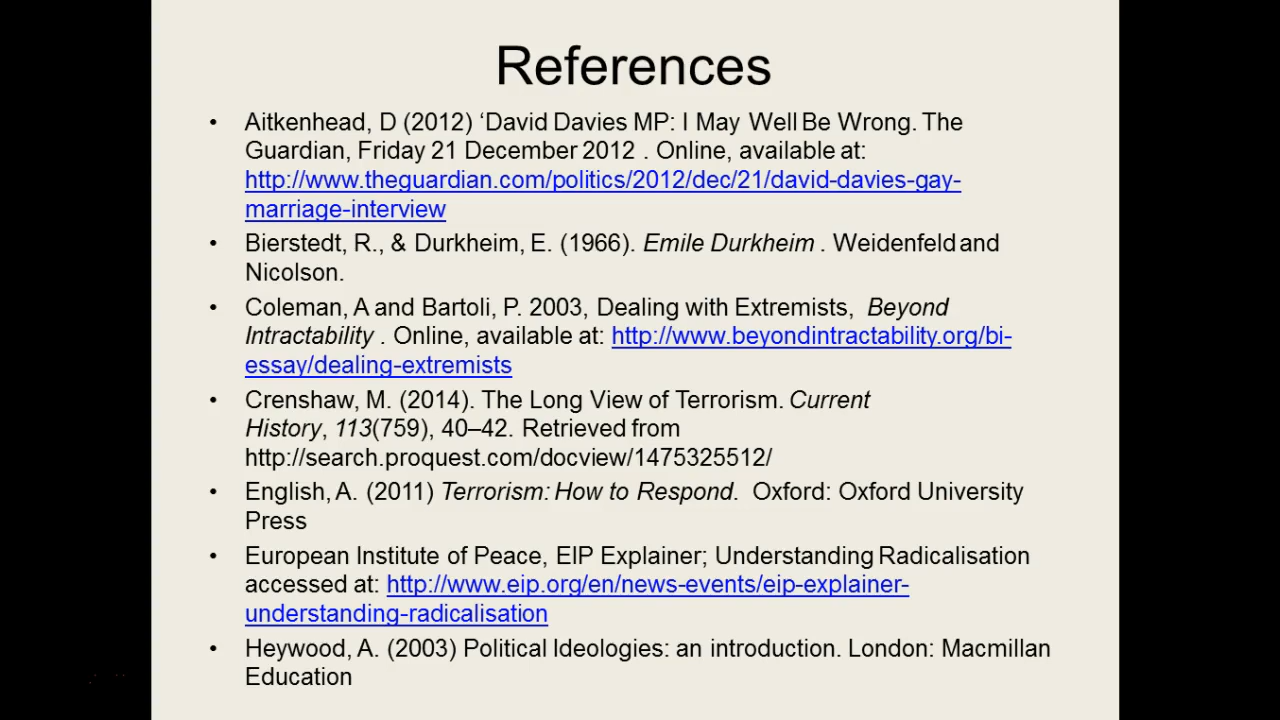 References
• Aitkenhead, D (2012) ‘David Davies MP: I May Well Be Wrong. The
Guardian, Friday 21 December 2012 . Online, available at:
http://www.theguardian.com/politics/2012/dec/21/david-davies-gay-
marriage-interview
• Bierstedt, R., & Durkheim, E. (1966). Emile Durkheim . Weidenfeld and
Nicolson.
• Coleman, A and Bartoli, P. 2003, Dealing with Extremists, Beyond
Intractability . Online, available at: http://www.beyondintractability.org/bi-
essay/dealing-extremists
• Crenshaw, M. (2014). The Long View of Terrorism. Current
History, 113(759), 40–42. Retrieved from
http://search.proquest.com/docview/1475325512/
• English, A. (2011) Terrorism: How to Respond. Oxford: Oxford University
Press
• European Institute of Peace, EIP Explainer; Understanding Radicalisation
accessed at: http://www.eip.org/en/news-events/eip-explainer-
understanding-radicalisation
• Heywood, A. (2003) Political Ideologies: an introduction. London: Macmillan
Education